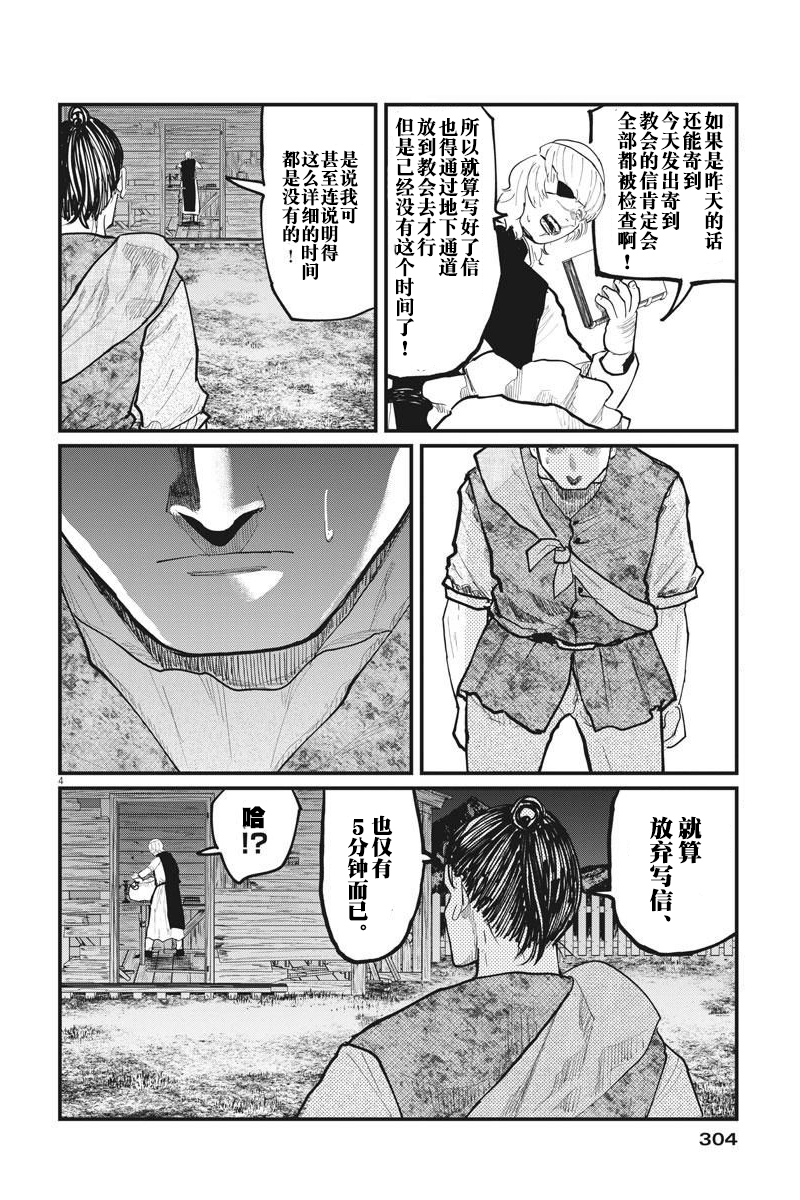 如果是昨天的话
还能寄到
今天发出寄到
教会的信肯定会
全部都被检查啊！
所以就算写好了信
也得通过地下通道
放到教会去才行
但是已经没有这个时间了！
是说我可
甚至连说明得
这么详细的时间
都是没有的！
4
就算
放弃写信、
也仅有
5分钟而已。
哈!?
304